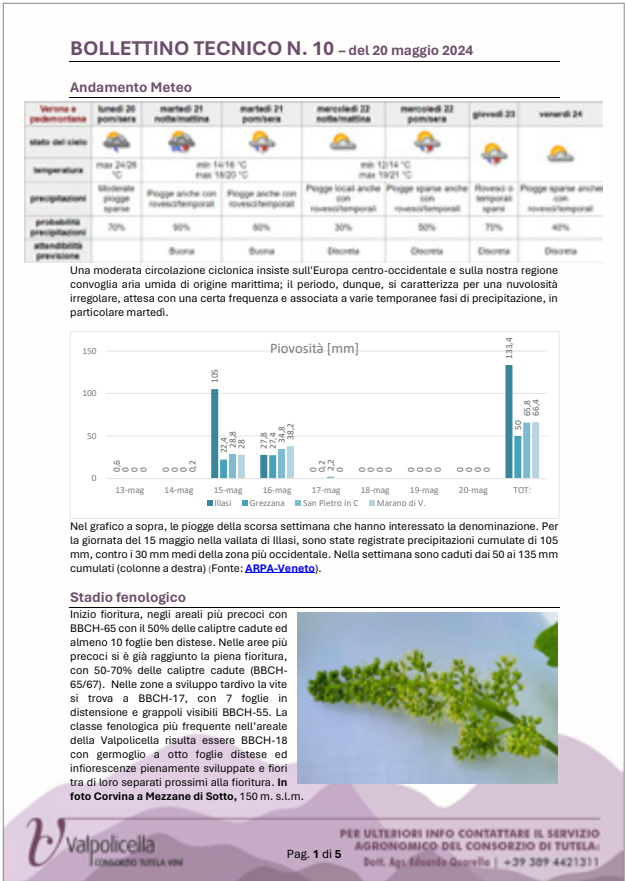 BOLLETTINO TECNICO N. 10 – del 20 maggio 2024
Andamento Meteo
Verona e pedemontana lunedì 20 pom/sera martedì 21 notte/mattina martedì 21 pom/sera mercoledì 22 notte/mattina mercoledì 22 pom/sera giovedì 23 venerdì 24
stato del cielo
temperatura max 24/26 °C min 14/16 °C max 18/20 °C min 12/14 °C max 19/21 °C
precipitazioni Moderate piogge sparse Piogge anche con rovesci/temporali Piogge anche con rovesci/temporali Piogge locali anche con rovesci/temporali Piogge sparse anche con rovesci/temporali Rovesci o temporali sparsi Piogge sparse anche con rovesci/temporali
probabilità precipitazioni 70% 90% 60% 30% 50% 70% 40%
attendibilità previsione Buona Buona Discreta Discreta Discreta Discreta
Una moderata circolazione ciclonica insiste sull'Europa centro-occidentale e sulla nostra regione
convoglia aria umida di origine marittima; il periodo, dunque, si caratterizza per una nuvolosità
irregolare, attesa con una certa frequenza e associata a varie temporanee fasi di precipitazione, in
particolare martedì.
Piovosità [mm]
150
100
50
0
0,6 0 0 0
0 0 0 0,2
105 22,4 28,8 28
27,8 27,4 34,8 38,2
0 0,2 2,2 0
0 0 0 0
0 0 0 0
0 0 0 0
133,4 50 65,8 66,4
13-mag 14-mag 15-mag 16-mag 17-mag 18-mag 19-mag 20-mag TOT:
Illasi Grezzana San Pietro in C Marano di V.
Nel grafico a sopra, le piogge della scorsa settimana che hanno interessato la denominazione. Per
la giornata del 15 maggio nella vallata di Illasi, sono state registrate precipitazioni cumulate di 105
mm, contro i 30 mm medi della zona più occidentale. Nella settimana sono caduti dai 50 ai 135 mm
cumulati (colonne a destra) (Fonte: ARPA-Veneto).
Stadio fenologico
Inizio fioritura, negli areali più precoci con
BBCH-65 con il 50% delle caliptre cadute ed
almeno 10 foglie ben distese. Nelle aree più
precoci si è già raggiunto la piena fioritura,
con 50-70% delle caliptre cadute (BBCH-
65/67). Nelle zone a sviluppo tardivo la vite
si trova a BBCH-17, con 7 foglie in
distensione e grappoli visibili BBCH-55. La
classe fenologica più frequente nell'areale
della Valpolicella risulta essere BBCH-18
con germoglio a otto foglie distese ed
infiorescenze pienamente sviluppate e fiori
tra di loro separati prossimi alla fioritura. In
foto Corvina a Mezzane di Sotto, 150 m. s.l.m.
Valpolicella
CONSORZIO TUTELA VINI
Pag. 1 di 5
PER ULTERIORI INFO CONTATTARE IL SERVIZIO
AGRONOMICO DEL CONSORZIO DI TUTELA:
Dott. Agr. Edoardo Quarella | +39 389 4421311